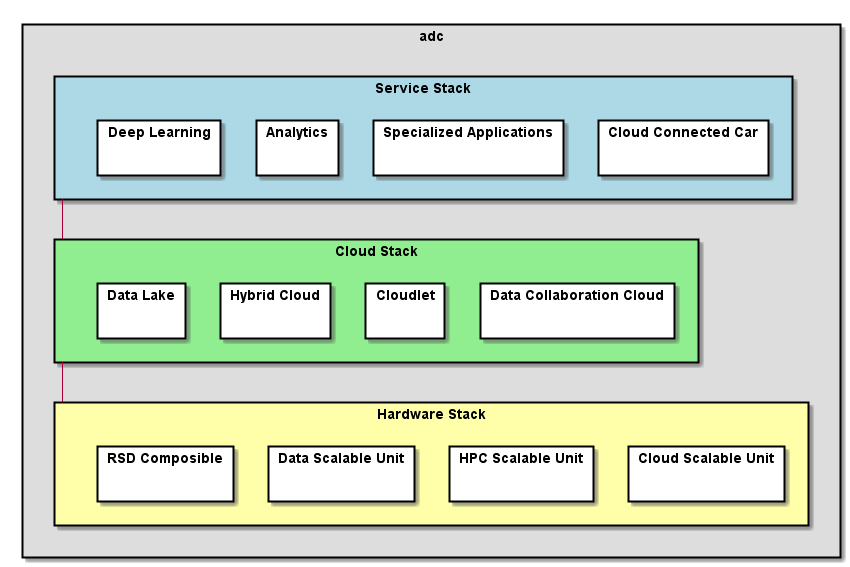 adc
Service Stack
Deep Learning
Analytics
Specialized Applications
Cloud Connected Car
Cloud Stack
Data Lake
Hybrid Cloud
Cloudlet
Data Collaboration Cloud
Hardware Stack
RSD Composible
Data Scalable Unit
HPC Scalable Unit
Cloud Scalable Unit